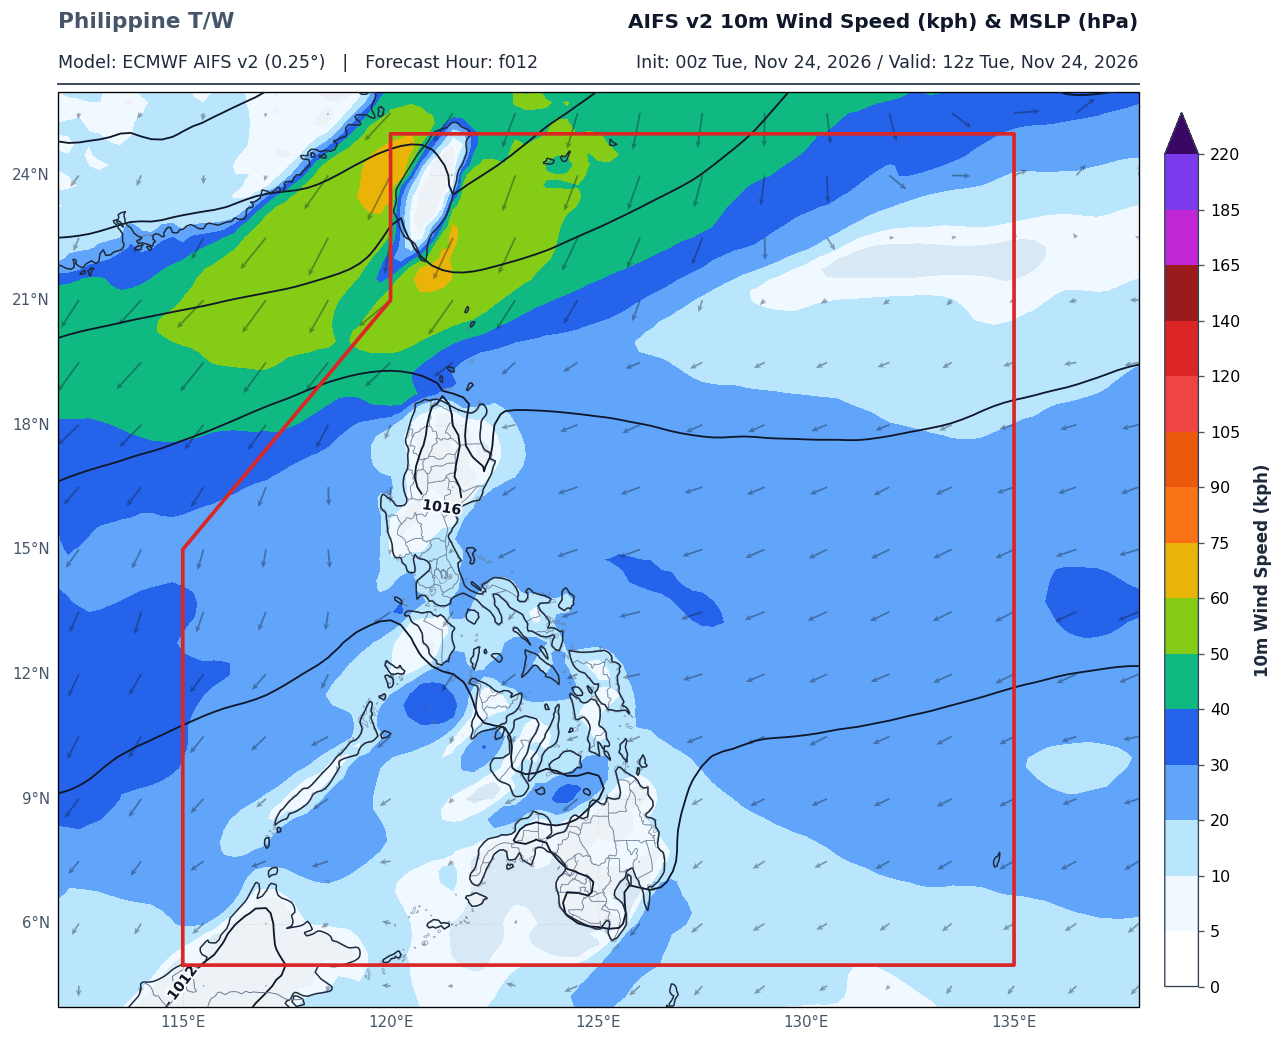 Philippine T/W
AIFS v2 10m Wind Speed (kph) & MSLP (hPa)
Model: ECMWF AIFS v2 (0.25°) | Forecast Hour: f012
Init: 00z Tue, Nov 24, 2026 / Valid: 12z Tue, Nov 24, 2026
24°N
21°N
18°N
15°N
12°N
9°N
6°N
1016
1012
115°E
120°E
125°E
130°E
135°E
220
185
165
140
120
105
90
75
60
50
40
30
20
10
5
0
10m Wind Speed (kph)